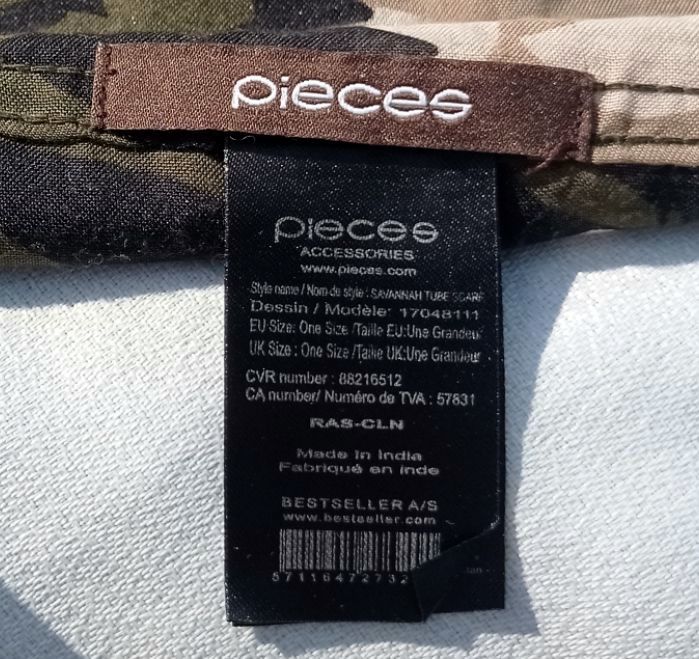 pieces
pieces
ACCESSORIES
www.pieces.com
Style name / Nom de style : SAVANNAH TUBE SCARF
Dessin / Modèle: 17048111
EU Size: One Size /Taille EU:Une Grandeur
UK Size : One Size /Taille UK:Une Grandeur
CVR number : 88216512
CA number/ Numéro de TVA : 57831
RAS-CLN
Made in India
Fabriqué en inde
BESTSELLER A/S
www.bestseller.com
57116472732